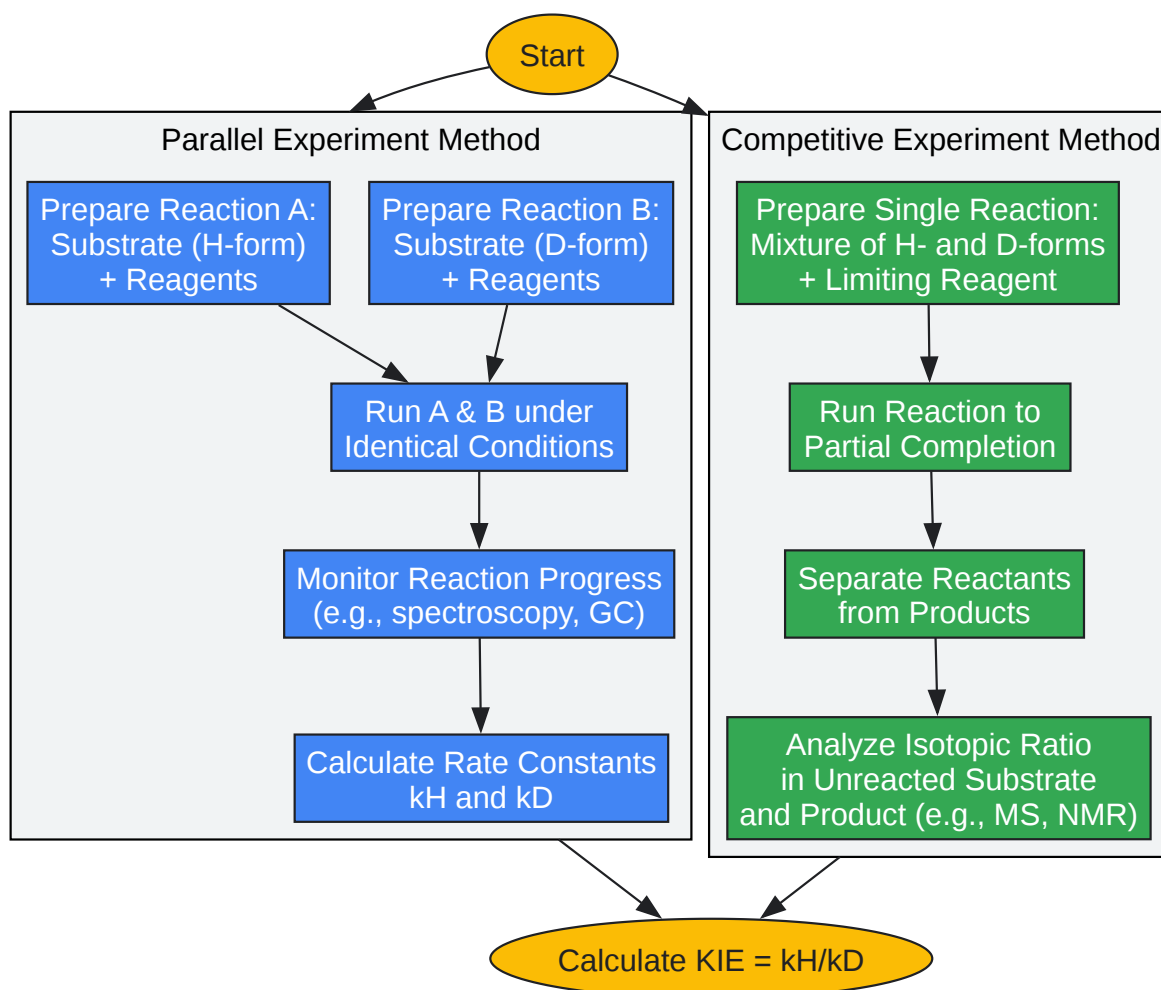 Start
Parallel Experiment Method
Prepare Reaction A:
Substrate (H-form)
+ Reagents
Prepare Reaction B:
Substrate (D-form)
+ Reagents
Run A & B under
Identical Conditions
Monitor Reaction Progress
(e.g., spectroscopy, GC)
Calculate Rate Constants
kH and kD
Competitive Experiment Method
Prepare Single Reaction:
Mixture of H- and D-forms
+ Limiting Reagent
Run Reaction to
Partial Completion
Separate Reactants
from Products
Analyze Isotopic Ratio
in Unreacted Substrate
and Product (e.g., MS, NMR)
Calculate KIE = kH/kD